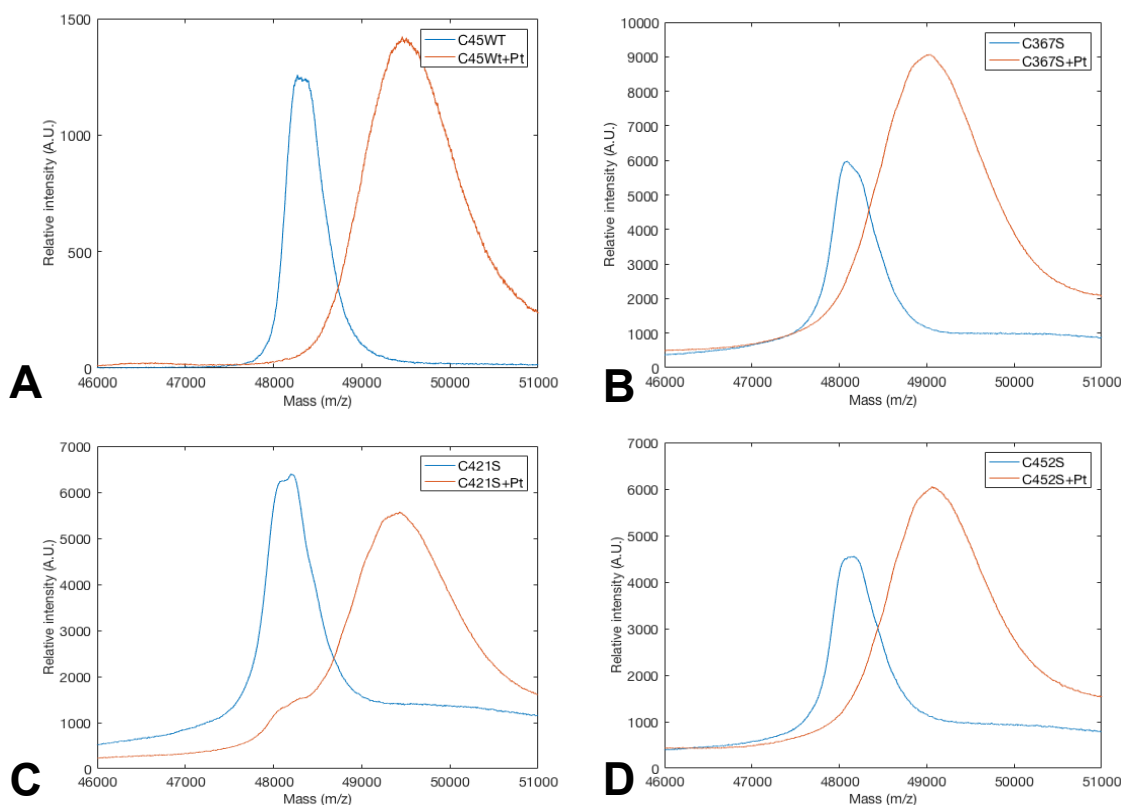 1500
1000
500
0
46000 47000 48000 49000 50000 51000
Mass (m/z)
Relative intensity (A.U.)
C45WT
C45Wt+Pt
A
10000
9000
8000
7000
6000
5000
4000
3000
2000
1000
0
46000 47000 48000 49000 50000 51000
Mass (m/z)
Relative intensity (A.U.)
C367S
C367S+Pt
B
7000
6000
5000
4000
3000
2000
1000
0
46000 47000 48000 49000 50000 51000
Mass (m/z)
Relative intensity (A.U.)
C421S
C421S+Pt
C
7000
6000
5000
4000
3000
2000
1000
0
46000 47000 48000 49000 50000 51000
Mass (m/z)
Relative intensity (A.U.)
C452S
C452S+Pt
D